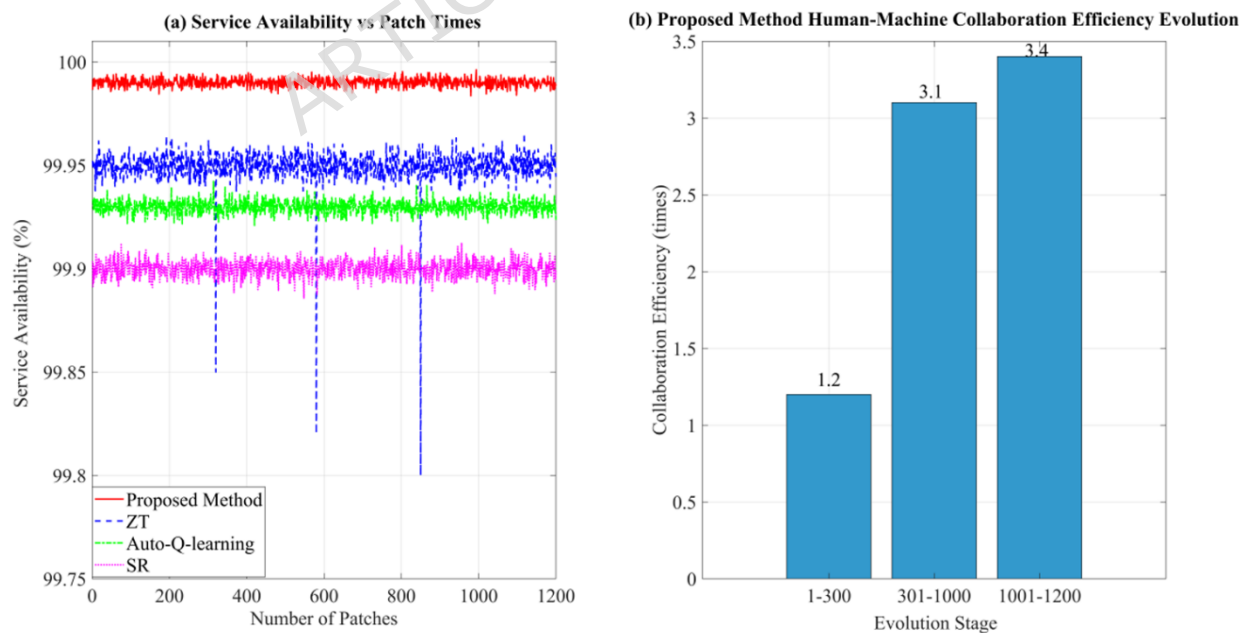 (a) Service Availability vs Patch Times
100
99.95
99.9
99.85
99.8
99.75
Service Availability (%)
0
200
400
600
800
1000
1200
Number of Patches
Proposed Method
ZT
Auto-Q-learning
SR
ARTIC
(b) Proposed Method Human-Machine Collaboration Efficiency Evolution
3.5
3
2.5
2
1.5
1
0.5
0
Collaboration Efficiency (times)
1.2
3.1
3.4
1-300
301-1000
1001-1200
Evolution Stage